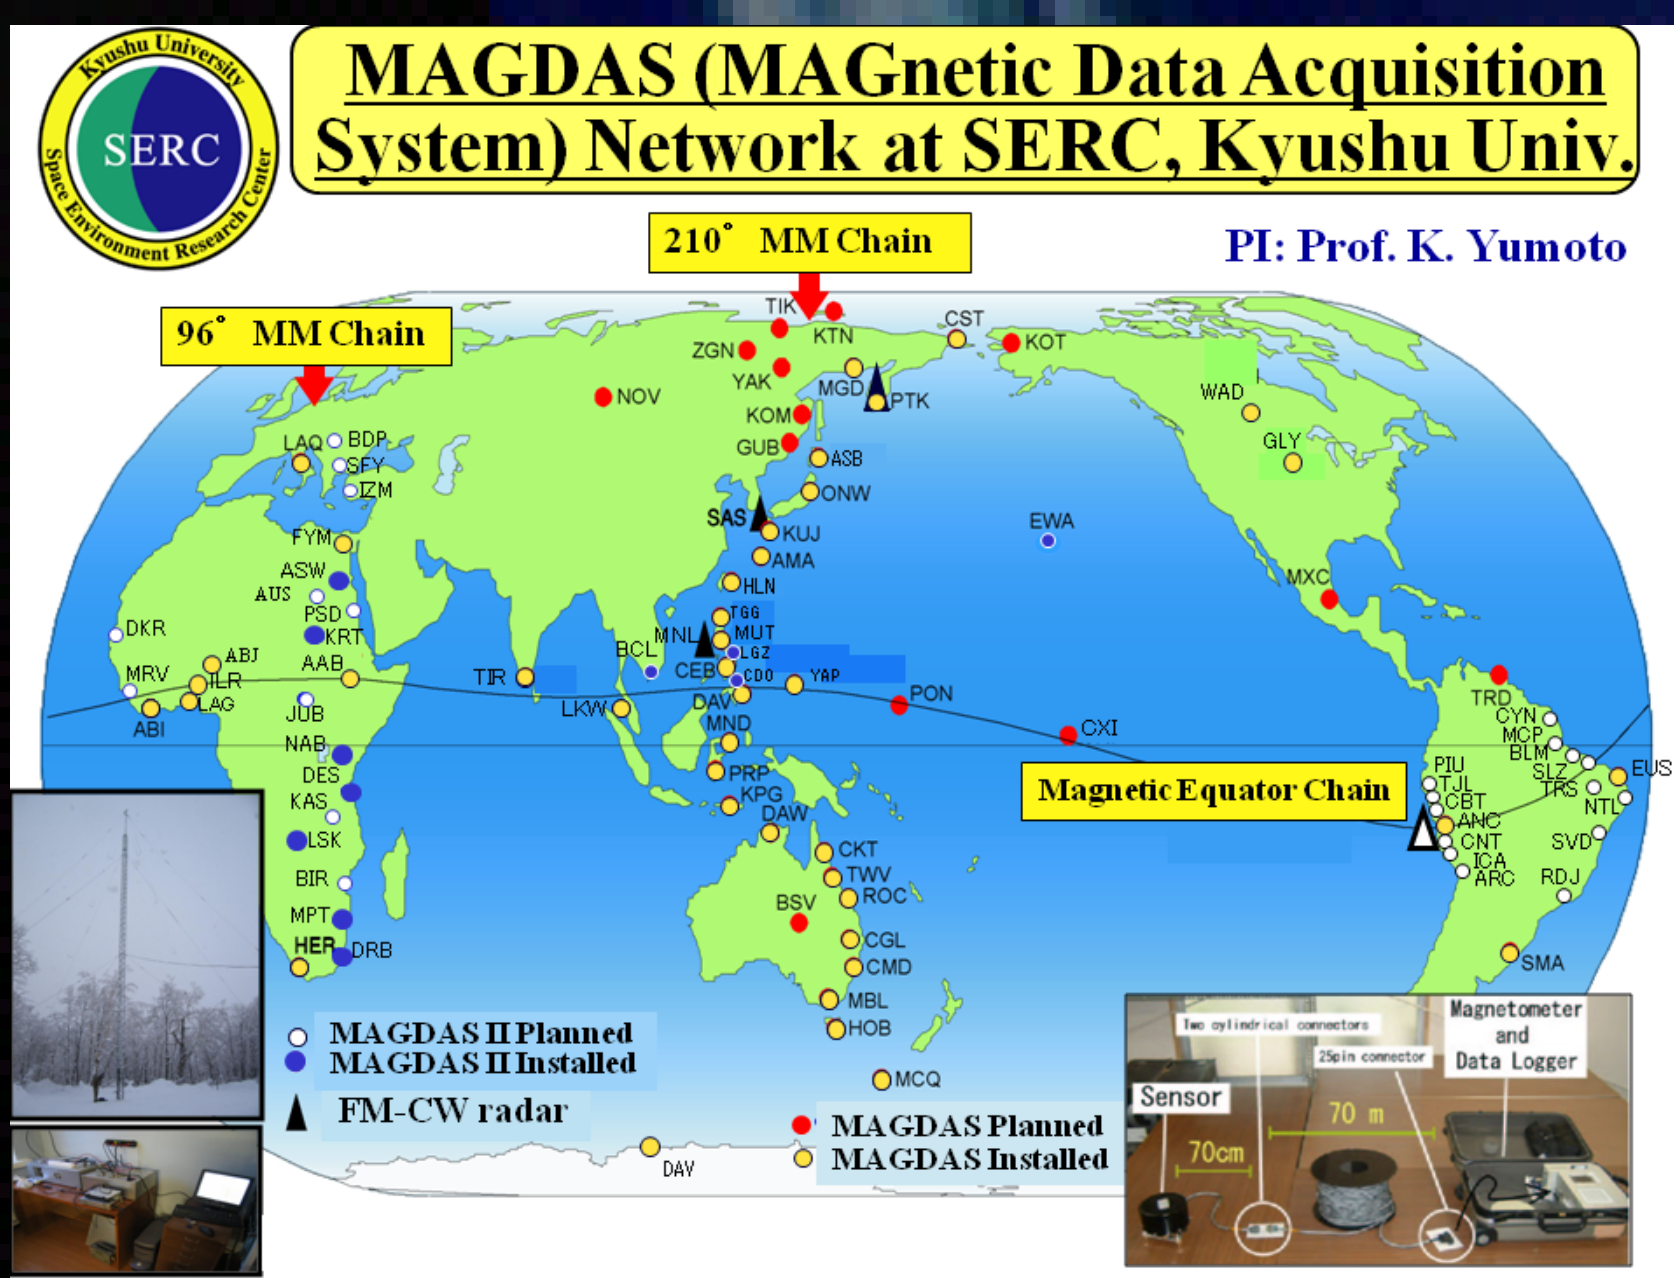 Kyushu University
SERC
Space Environment Research Center
MAGDAS (MAGnetic Data Acquisition
System) Network at SERC, Kyushu Univ.
210° MM Chain
PI: Prof. K. Yumoto
96° MM Chain
TIK
KTN
CST
KOT
ZGN
YAK
MGD
PTK
NOV
KOM
GUB
WAD
GLY
LAQ
BDP
SFY
IZM
ASB
ONW
SAS
KUJ
EWA
FYM
AMA
ASW
HLN
MXC
AUS
PSD
TGG
DKR
KRT
MNL
MUT
BCL
LGZ
ABJ
AAB
CEB
CDO
MRV
ILR
TIR
YAP
LAG
JUB
LKW
DAV
PON
TRD
ABI
MND
CXI
CYN
MCP
NAB
BLM
DES
PRP
PIU
SLZ
EUS
Magnetic Equator Chain
TJL
TRS
KAS
KPG
CBT
NTL
DAW
ANC
LSK
CKT
CNT
SVD
ICA
BIR
TWV
ARC
RDJ
ROC
BSV
MPT
CGL
HER
DRB
CMD
SMA
MBL
HOB
MAGDAS II Planned
MAGDAS II Installed
FM-CW radar
MCQ
MAGDAS Planned
MAGDAS Installed
DAV
Two cylindrical connectors
Magnetometer
and
Data Logger
25pin connector
Sensor
70 m
70cm